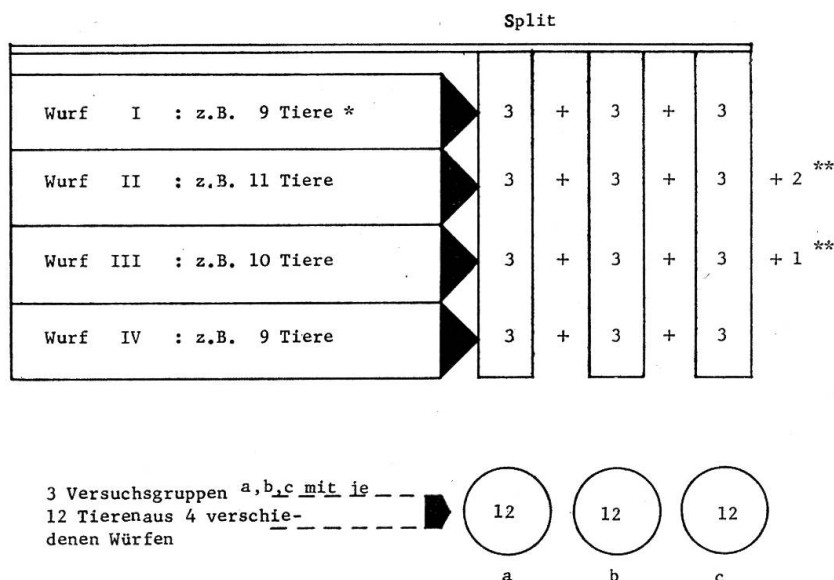 Split
Wurf I : z.B. 9 Tiere * 3 + 3 + 3
Wurf II : z.B. 11 Tiere 3 + 3 + 3 + 2 **
Wurf III : z.B. 10 Tiere 3 + 3 + 3 + 1 **
Wurf IV : z.B. 9 Tiere 3 + 3 + 3
3 Versuchsgruppen a,b,c mit je
12 Tierenaus 4 verschie-
denen Würfen
12 12 12
a b c